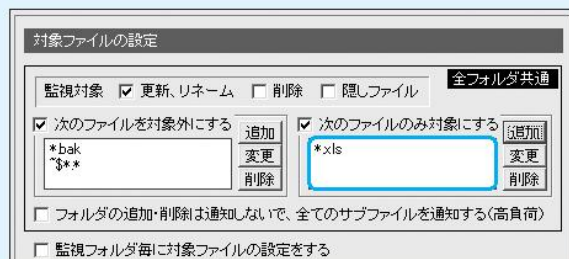 対象ファイルの設定
全フォルダ共通
監視対象 更新、リネーム 削除 隠しファイル
次のファイルを対象外にする 追加 次のファイルのみ対象にする 追加
*.bak 変更 *.xls 変更
~$*.* 削除 削除
フォルダの追加・削除は通知しないで、全てのサブファイルを通知する(高負荷)
監視フォルダ毎に対象ファイルの設定をする